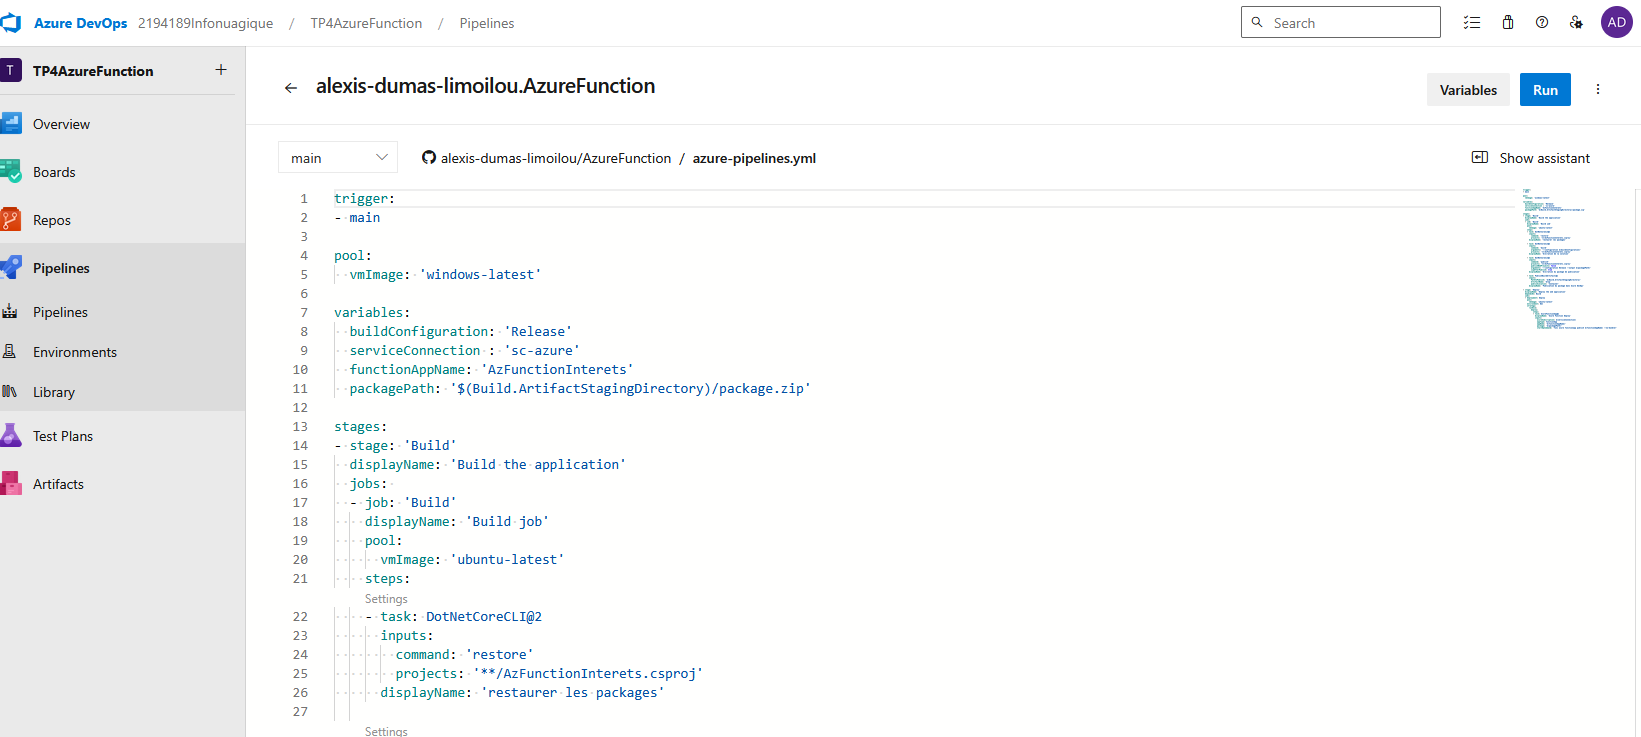 Azure DevOps 2194189Infonuagique / TP4AzureFunction / Pipelines
Search
AD
T TP4AzureFunction +
Overview
Boards
Repos
Pipelines
Pipelines
Environments
Library
Test Plans
Artifacts
alexis-dumas-limoilou.AzureFunction
Variables
Run
main
alexis-dumas-limoilou/AzureFunction / azure-pipelines.yml
Show assistant
1 trigger:
2 - main
3
4 pool:
5   vmImage: 'windows-latest'
6
7 variables:
8   buildConfiguration: 'Release'
9   serviceConnection : 'sc-azure'
10   functionAppName: 'AzFunctionInterets'
11   packagePath: '$(Build.ArtifactStagingDirectory)/package.zip'
12
13 stages:
14 - stage: 'Build'
15   displayName: 'Build the application'
16   jobs:
17   - job: 'Build'
18     displayName: 'Build job'
19     pool:
20       vmImage: 'ubuntu-latest'
21     steps:
Settings
22     - task: DotNetCoreCLI@2
23       inputs:
24         command: 'restore'
25         projects: '**/AzFunctionInterets.csproj'
26       displayName: 'restaurer les packages'
27
Settings